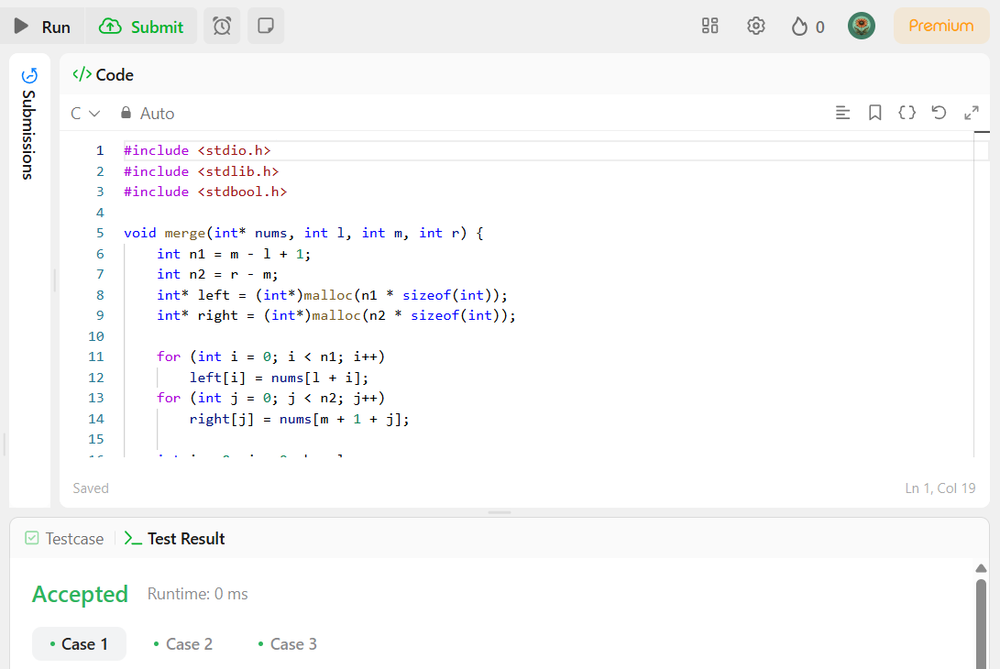 Run Submit 0 Premium
Submissions
Code
C Auto
1 #include <stdio.h>
2 #include <stdlib.h>
3 #include <stdbool.h>
4
5 void merge(int* nums, int l, int m, int r) {
6     int n1 = m - l + 1;
7     int n2 = r - m;
8     int* left = (int*)malloc(n1 * sizeof(int));
9     int* right = (int*)malloc(n2 * sizeof(int));
10
11     for (int i = 0; i < n1; i++)
12         left[i] = nums[l + i];
13     for (int j = 0; j < n2; j++)
14         right[j] = nums[m + 1 + j];
15
Saved Ln 1, Col 19
Testcase Test Result
Accepted Runtime: 0 ms
• Case 1 • Case 2 • Case 3